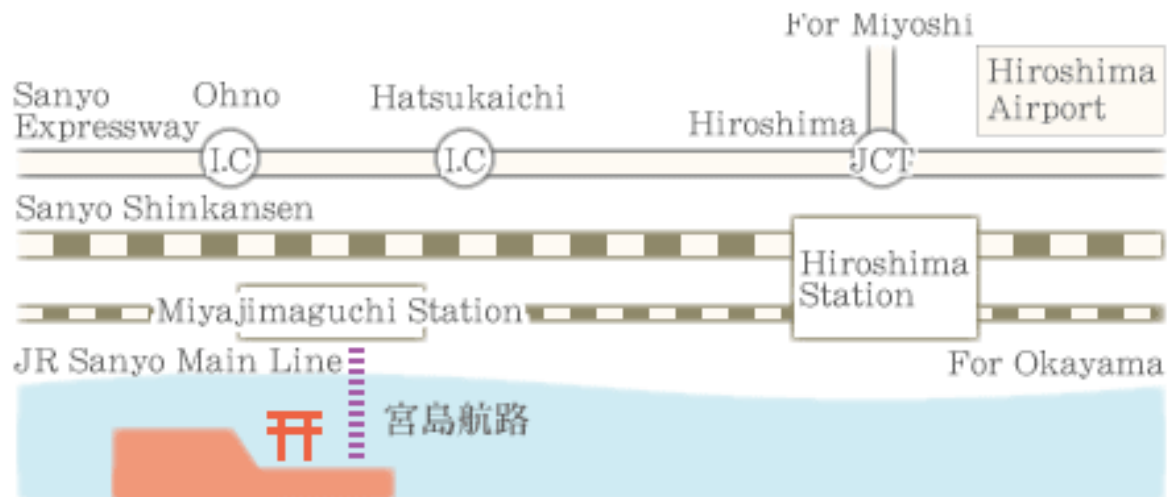 For Miyoshi
Hiroshima
Airport
Sanyo
Expressway
Ohno
Hatsukaichi
Hiroshima
I.C
I.C
JCT
Sanyo Shinkansen
Hiroshima
Station
Miyajimaguchi Station
JR Sanyo Main Line
For Okayama
宮島航路